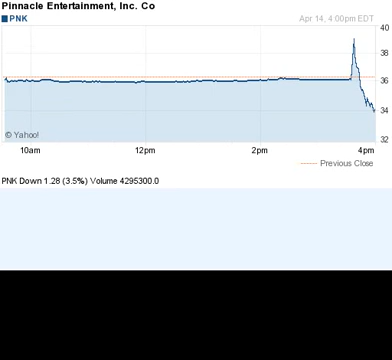 Pinnacle Entertainment, Inc. Co
PNK Apr 14, 4:00pm EDT
40
38
36
34
32
© Yahoo!
10am 12pm 2pm 4pm
Previous Close
PNK Down 1.28 (3.5%) Volume 4295300.0